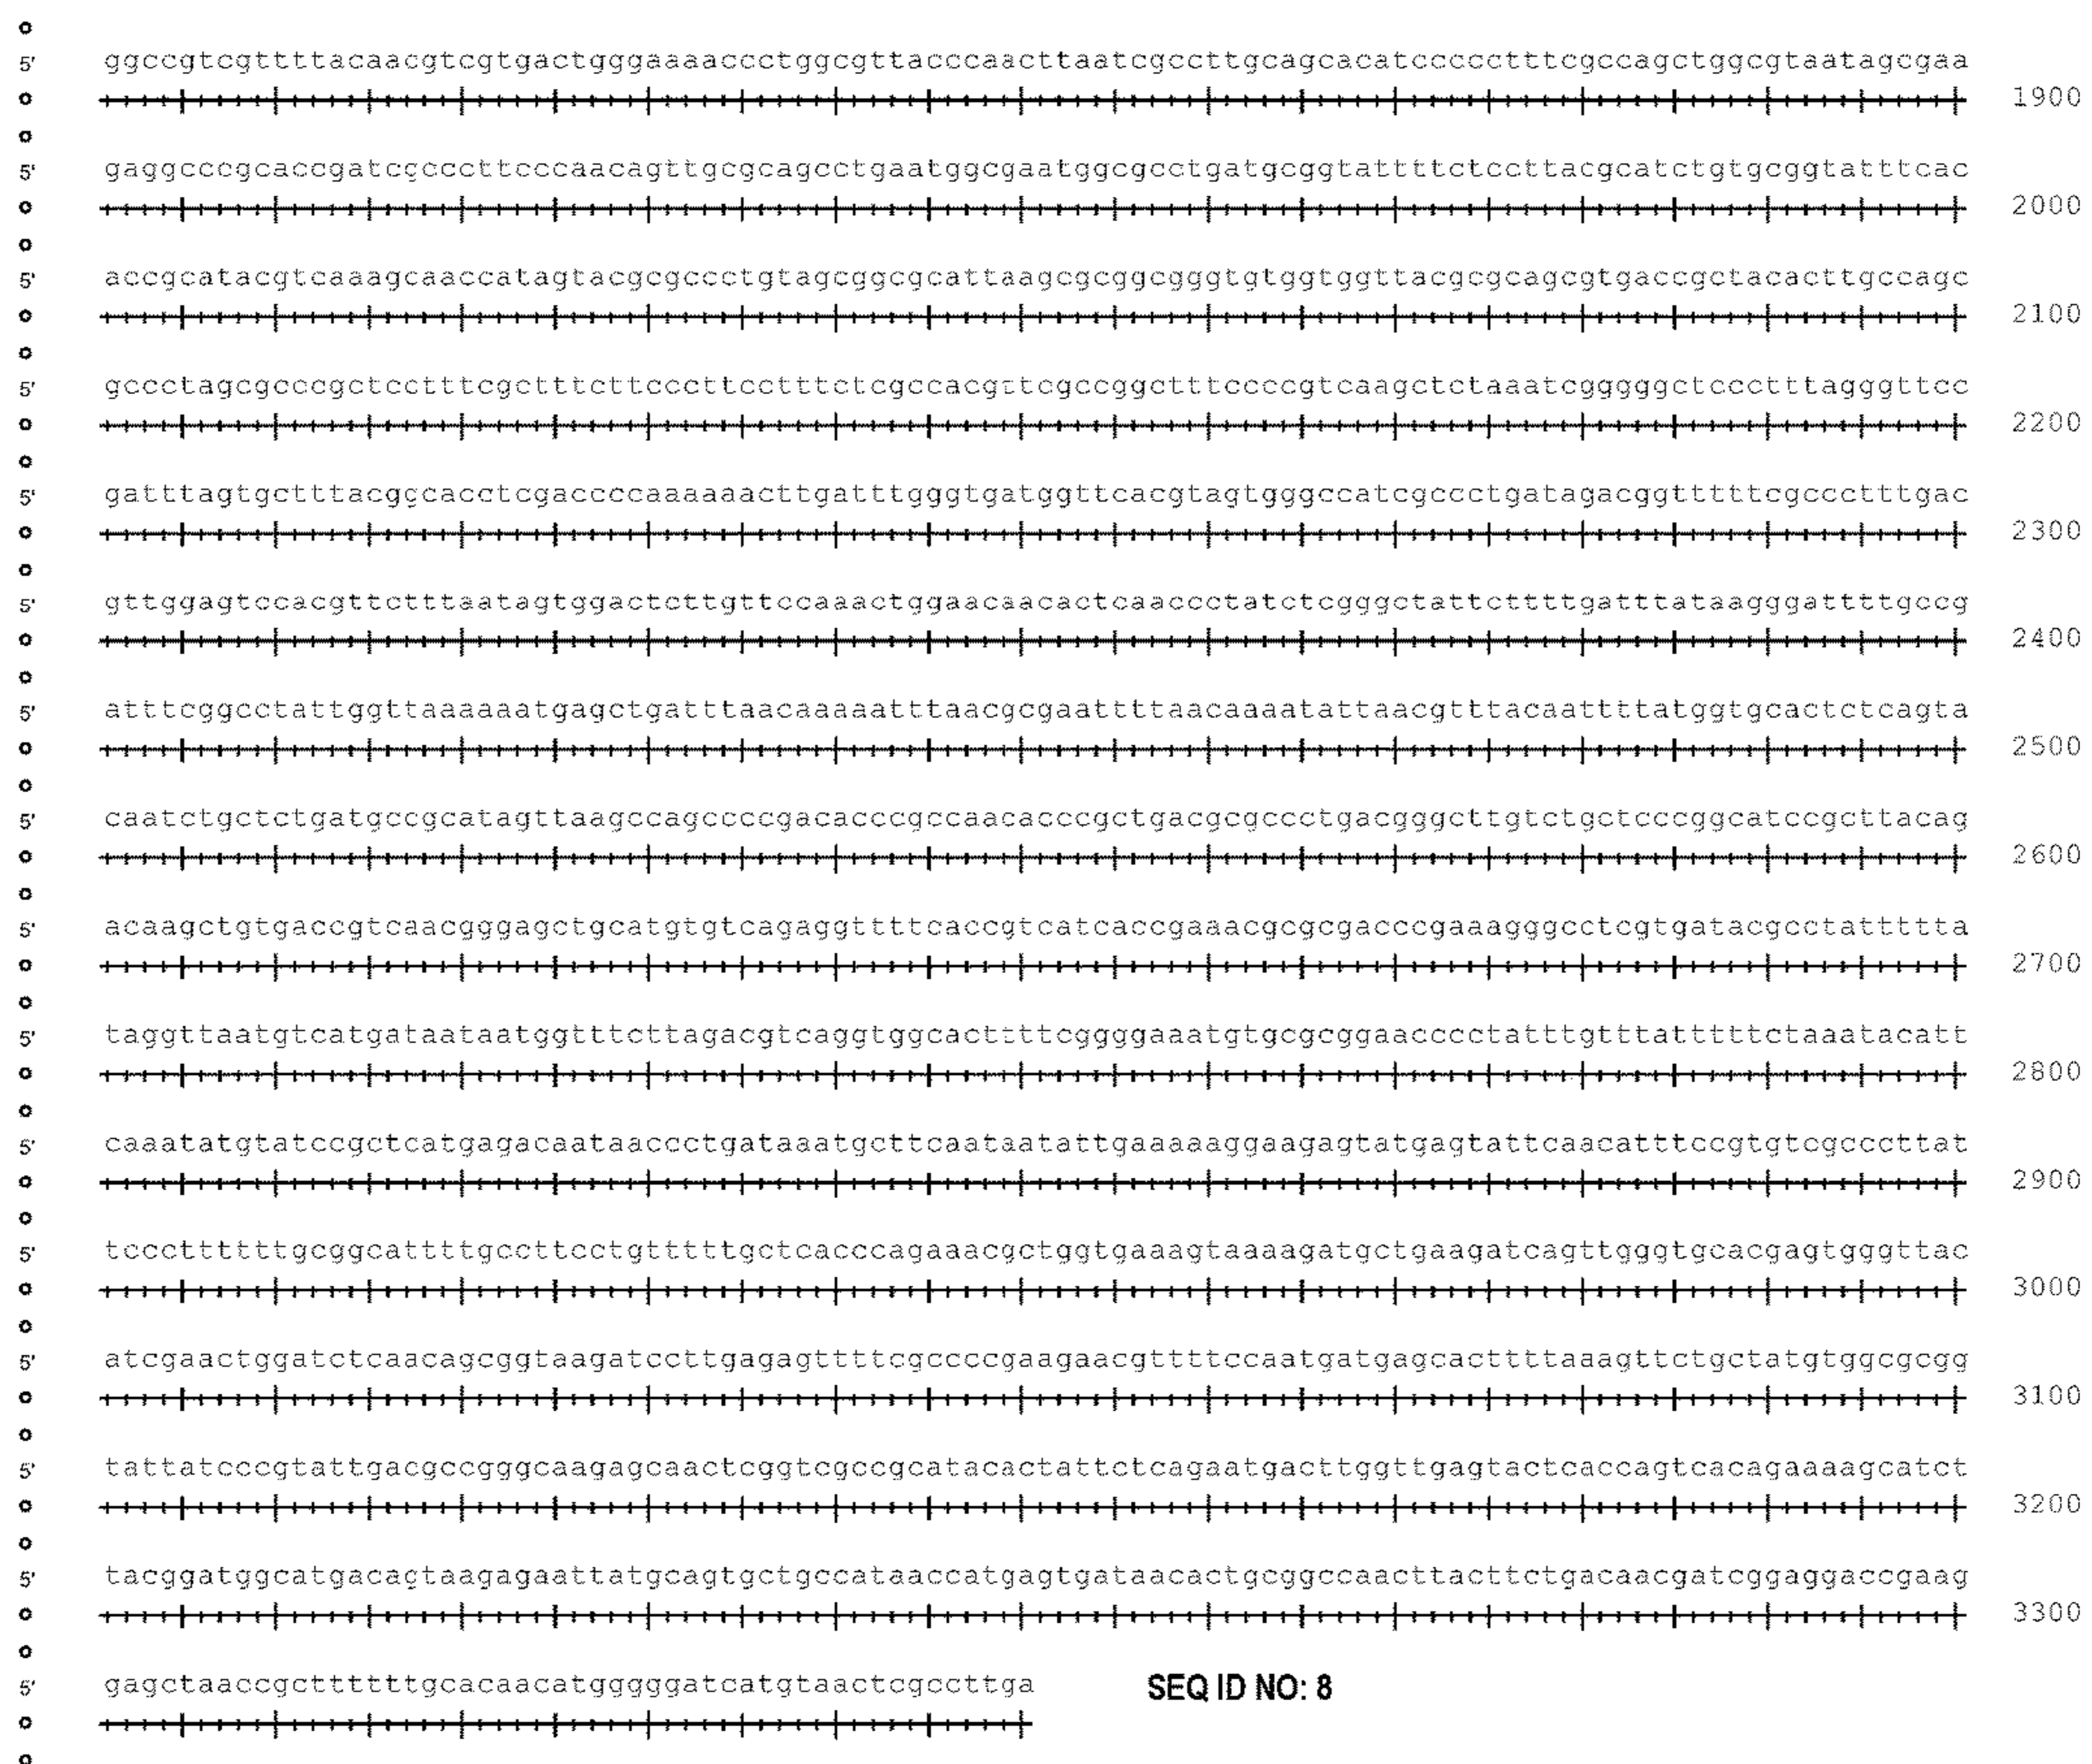 5' ggccgtcgttttacaacgtcgtgactgggaaaaccctggcgttacccaacttaatcgccttgcagcacatccccctttcgccagctggcgtaatagcgaa
1900
5' gaggcccgcaccgatcgcccttcccaacagttgcgcagcctgaatggcgaatggcgcctgatgcggtattttctccttacgcatctgtgcggtatttcac
2000
5' accgcatacgtcaaagcaaccatagtacgcgccctgtagcggcgcattaagcgcggcgggtgtggtggttacgcgcagcgtgaccgctacacttgccagc
2100
5' gccctagcgcccgctcctttcgctttcttcccttcctttctcgccacgttcgccggctttccccgtcaagctctaaatcgggggctccctttagggttcc
2200
5' gatttagtgctttacggcacctcgaccccaaaaaacttgatttgggtgatggttcacgtagtgggccatcgccctgatagacggtttttcgccctttgac
2300
5' gttggagtccacgttctttaatagtggactcttgttccaaactggaacaacactcaaccctatctcgggctattcttttgatttataagggattttgccg
2400
5' atttcggcctattggttaaaaaatgagctgatttaacaaaaatttaacgcgaattttaacaaaatattaacgtttacaattttatggtgcactctcagta
2500
5' caatctgctctgatgccgcatagttaagccagccccgacacccgccaacacccgctgacgcgccctgacgggcttgtctgctcccggcatccgcttacag
2600
5' acaagctgtgaccgtcaacgggagctgcatgtgtcagaggttttcaccgtcatcaccgaaacgcgcgacccgaaagggcctcgtgatacgcctattttta
2700
5' taggttaatgtcatgataataatggtttcttagacgtcaggtggcacttttcggggaaatgtgcgcggaacccctatttgtttatttttctaaatacatt
2800
5' caaatatgtatccgctcatgagacaataaccctgataaatgcttcaataatattgaaaaaggaagagtatgagtattcaacatttccgtgtcgcccttat
2900
5' tcccttttttgcggcattttgccttcctgtttttgctcacccagaaacgctggtgaaagtaaaagatgctgaagatcagttgggtgcacgagtgggttac
3000
5' atcgaactggatctcaacagcggtaagatccttgagagttttcgccccgaagaacgttttccaatgatgagcacttttaaagttctgctatgtggcgcgg
3100
5' tattatcccgtattgacgccgggcaagagcaactcggtcgccgcatacactattctcagaatgacttggttgagtactcaccagtcacagaaaagcatct
3200
5' tacggatggcatgacagtaagagaattatgcagtgctgccataaccatgagtgataacactgcggccaacttacttctgacaacgatcggaggaccgaag
3300
5' gagctaaccgcttttttgcacaacatgggggatcatgtaactcgccttga
SEQ ID NO: 8